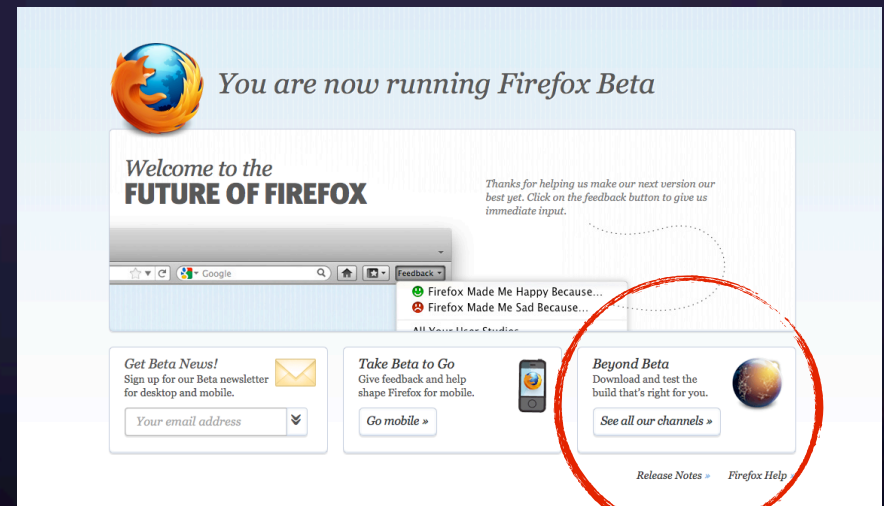 You are now running Firefox Beta
Welcome to the
FUTURE OF FIREFOX
Thanks for helping us make our next version our
best yet. Click on the feedback button to give us
immediate input.
Google
Feedback
Firefox Made Me Happy Because...
Firefox Made Me Sad Because...
All Your User Studies
Get Beta News!
Sign up for our Beta newsletter
for desktop and mobile.
Your email address
Take Beta to Go
Give feedback and help
shape Firefox for mobile.
Go mobile »
Beyond Beta
Download and test the
build that's right for you.
See all our channels »
Release Notes »
Firefox Help »